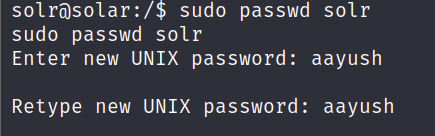 solr@solar:/$ sudo passwd solr
sudo passwd solr
Enter new UNIX password: aayush
Retype new UNIX password: aayush